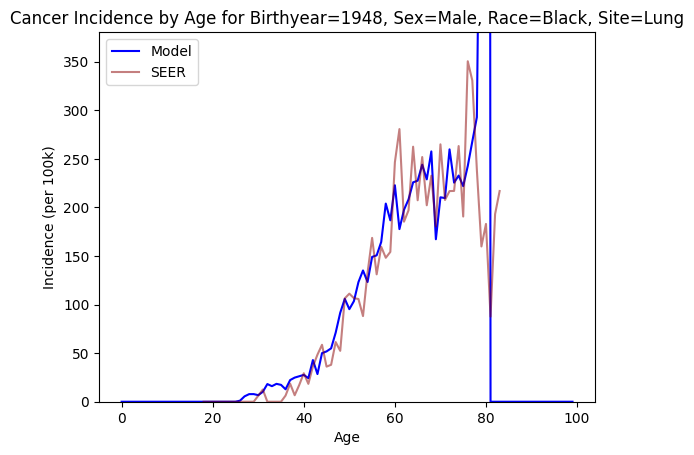 Cancer Incidence by Age for Birthyear=1948, Sex=Male, Race=Black, Site=Lung
Model
SEER
350
300
250
200
150
100
50
0
Incidence (per 100k)
0 20 40 60 80 100
Age